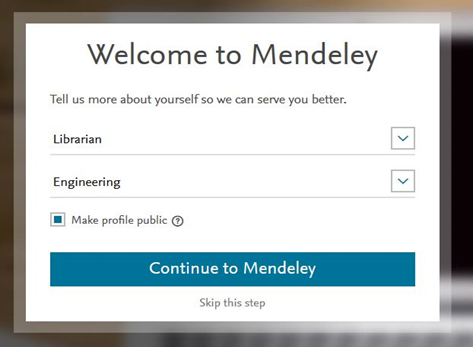 Welcome to Mendeley
Tell us more about yourself so we can serve you better.
Librarian
Engineering
Make profile public ?
Continue to Mendeley
Skip this step